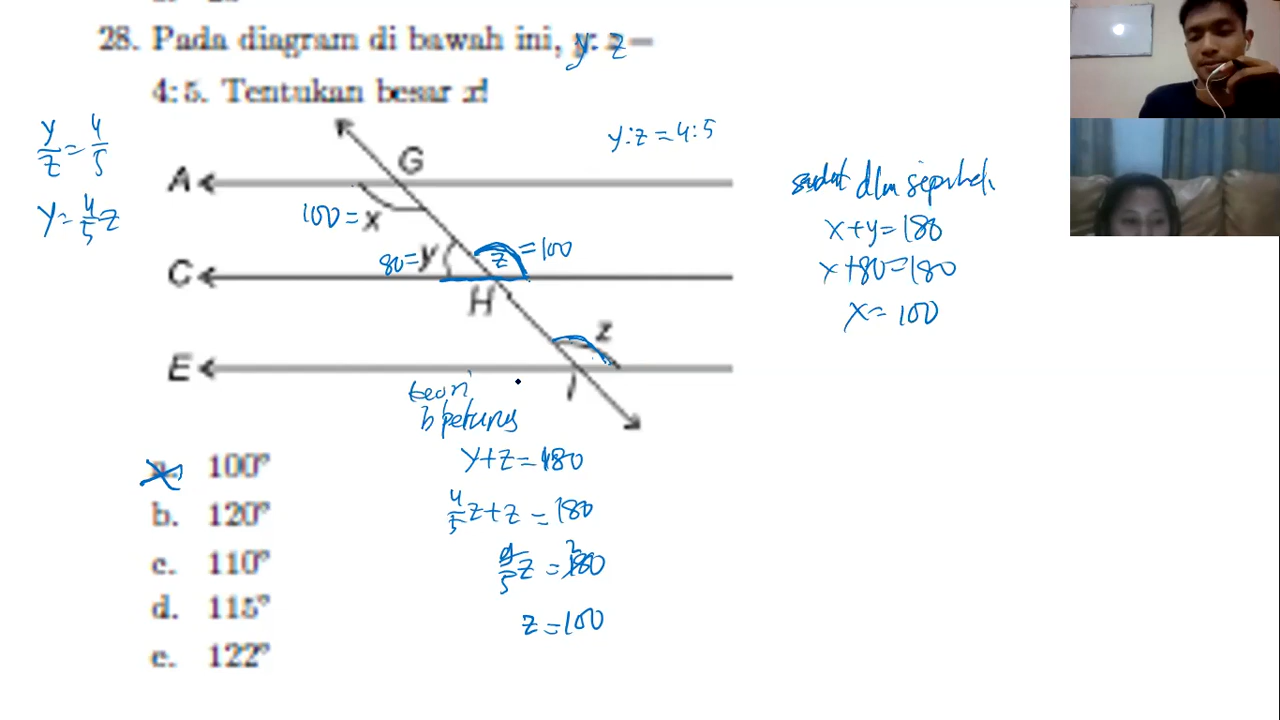 28. Pada diagram di bawah ini, y: z =
4: 5. Tentukan besar x!
y/z = 4/5
y = 4/5 z
y:z = 4:5
A
G
100 = x
80 = y
z = 100
C
H
z
E
I
sudut dlm sepihak
x + y = 180
x + 80 = 180
x = 100
teori
b pelurus
y + z = 180
4/5 z + z = 180
9/5 z = 180
z = 100
a. 100°
b. 120°
c. 110°
d. 115°
e. 122°